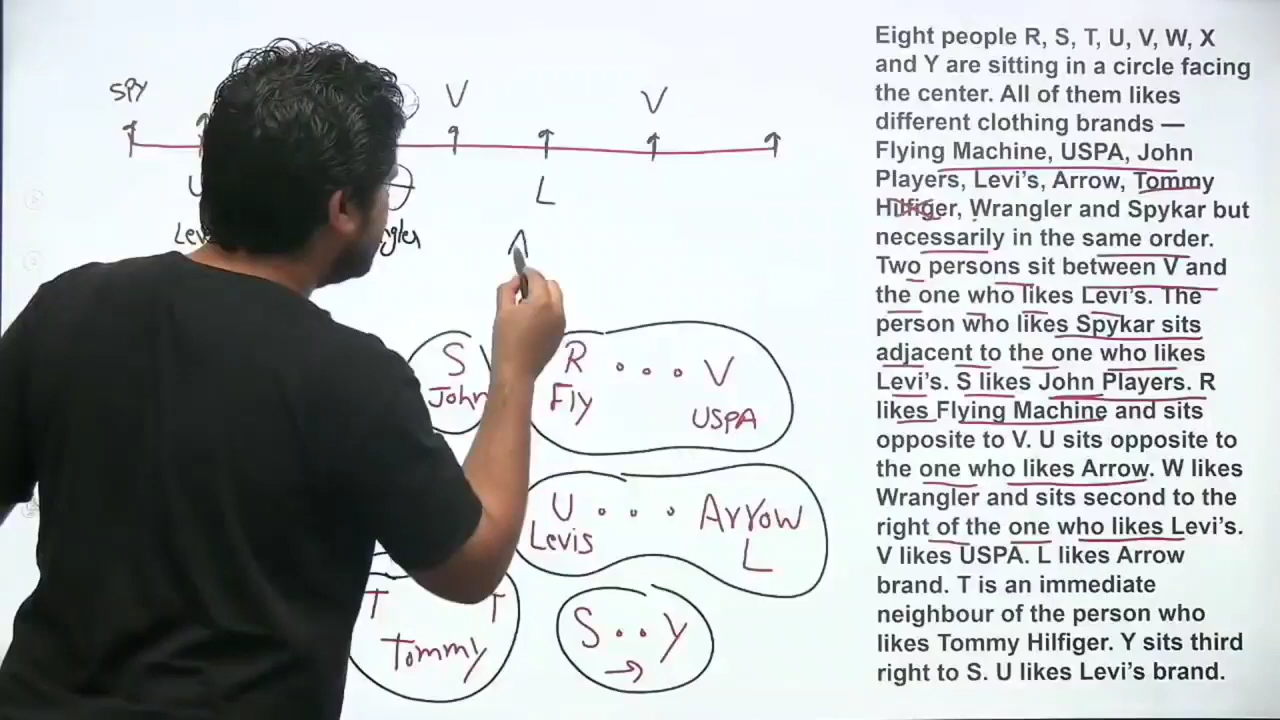 Eight people R, S, T, U, V, W, X
and Y are sitting in a circle facing
the center. All of them likes
different clothing brands —
Flying Machine, USPA, John
Players, Levi's, Arrow, Tommy
Hilfiger, Wrangler and Spykar but
necessarily in the same order.
Two persons sit between V and
the one who likes Levi's. The
person who likes Spykar sits
adjacent to the one who likes
Levi's. S likes John Players. R
likes Flying Machine and sits
opposite to V. U sits opposite to
the one who likes Arrow. W likes
Wrangler and sits second to the
right of the one who likes Levi's.
V likes USPA. L likes Arrow
brand. T is an immediate
neighbour of the person who
likes Tommy Hilfiger. Y sits third
right to S. U likes Levi's brand.
SPY V V
U L
S R V
John Fly USPA
U Arrow
Levis L
T T
Tommy
S Y